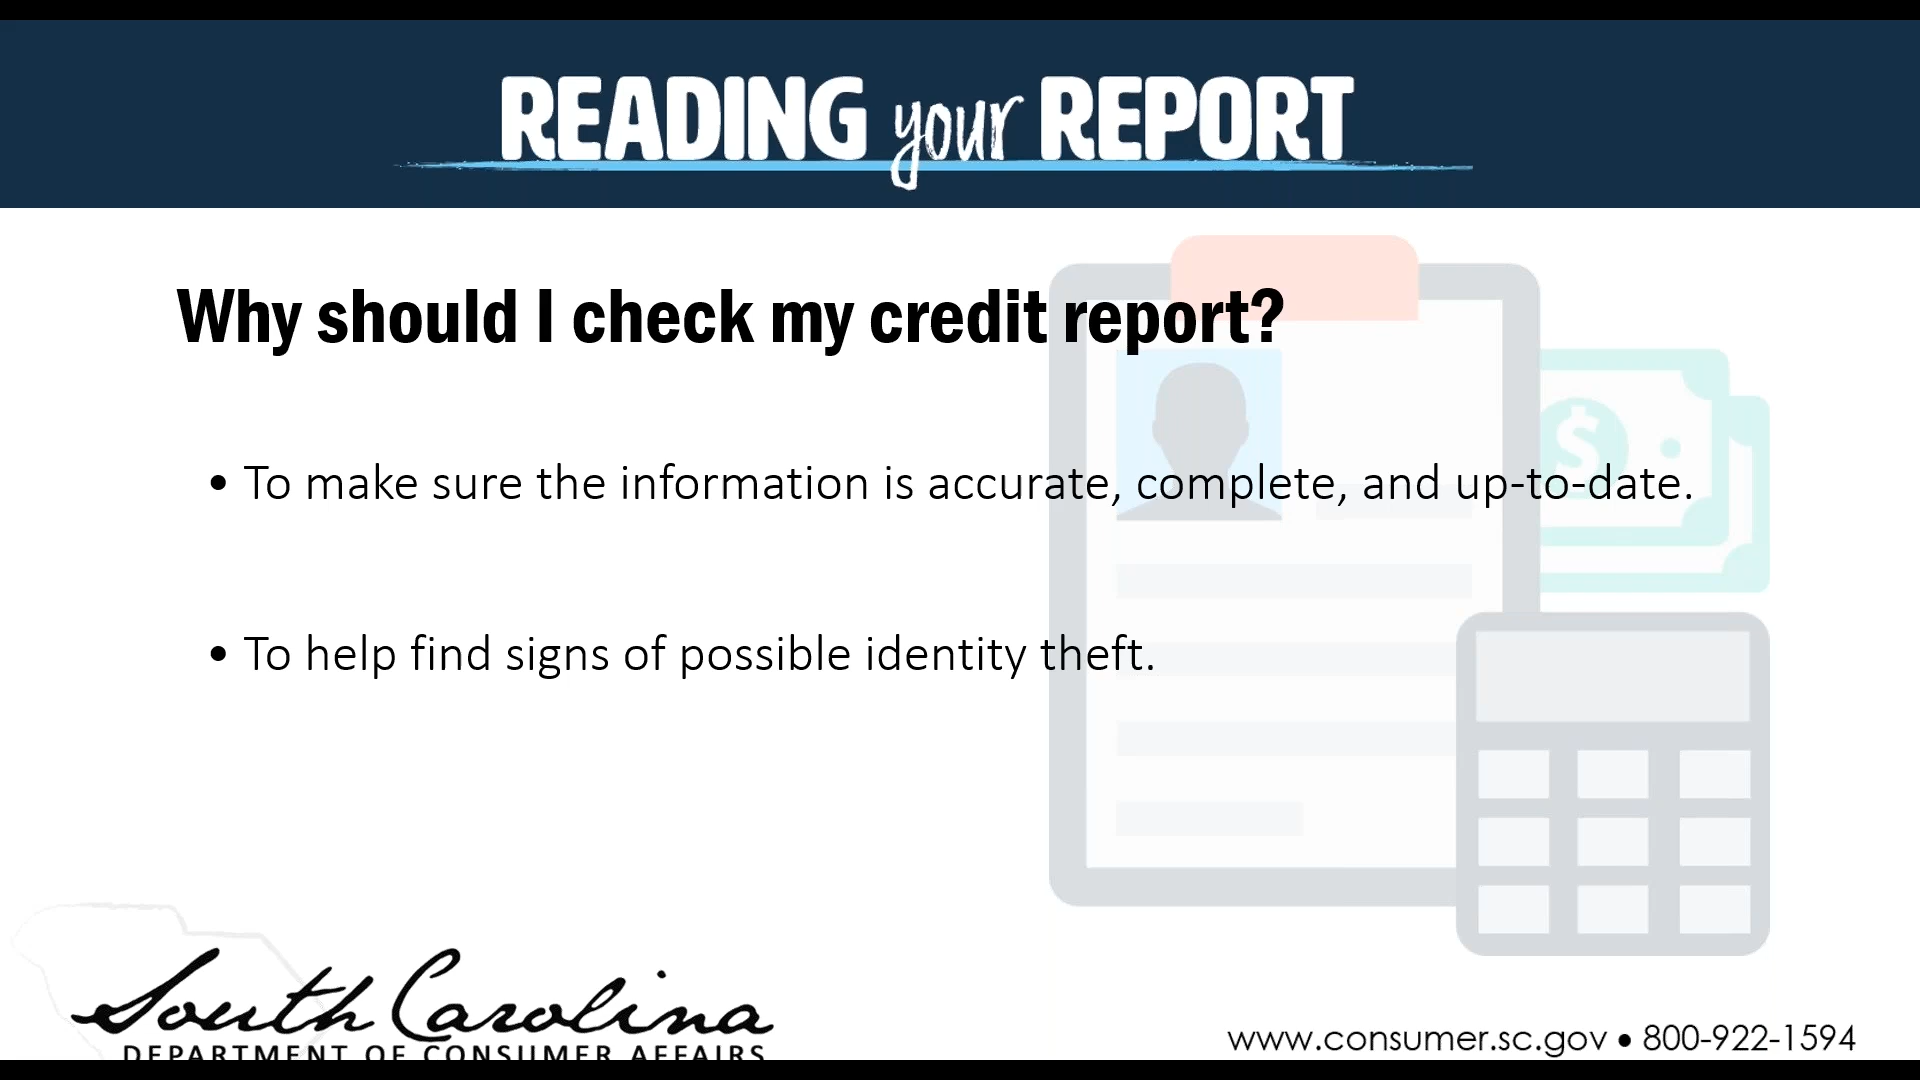 READING your REPORT
Why should I check my credit report?
• To make sure the information is accurate, complete, and up-to-date.
• To help find signs of possible identity theft.
$
South Carolina
DEPARTMENT OF CONSUMER AFFAIRS
www.consumer.sc.gov • 800-922-1594